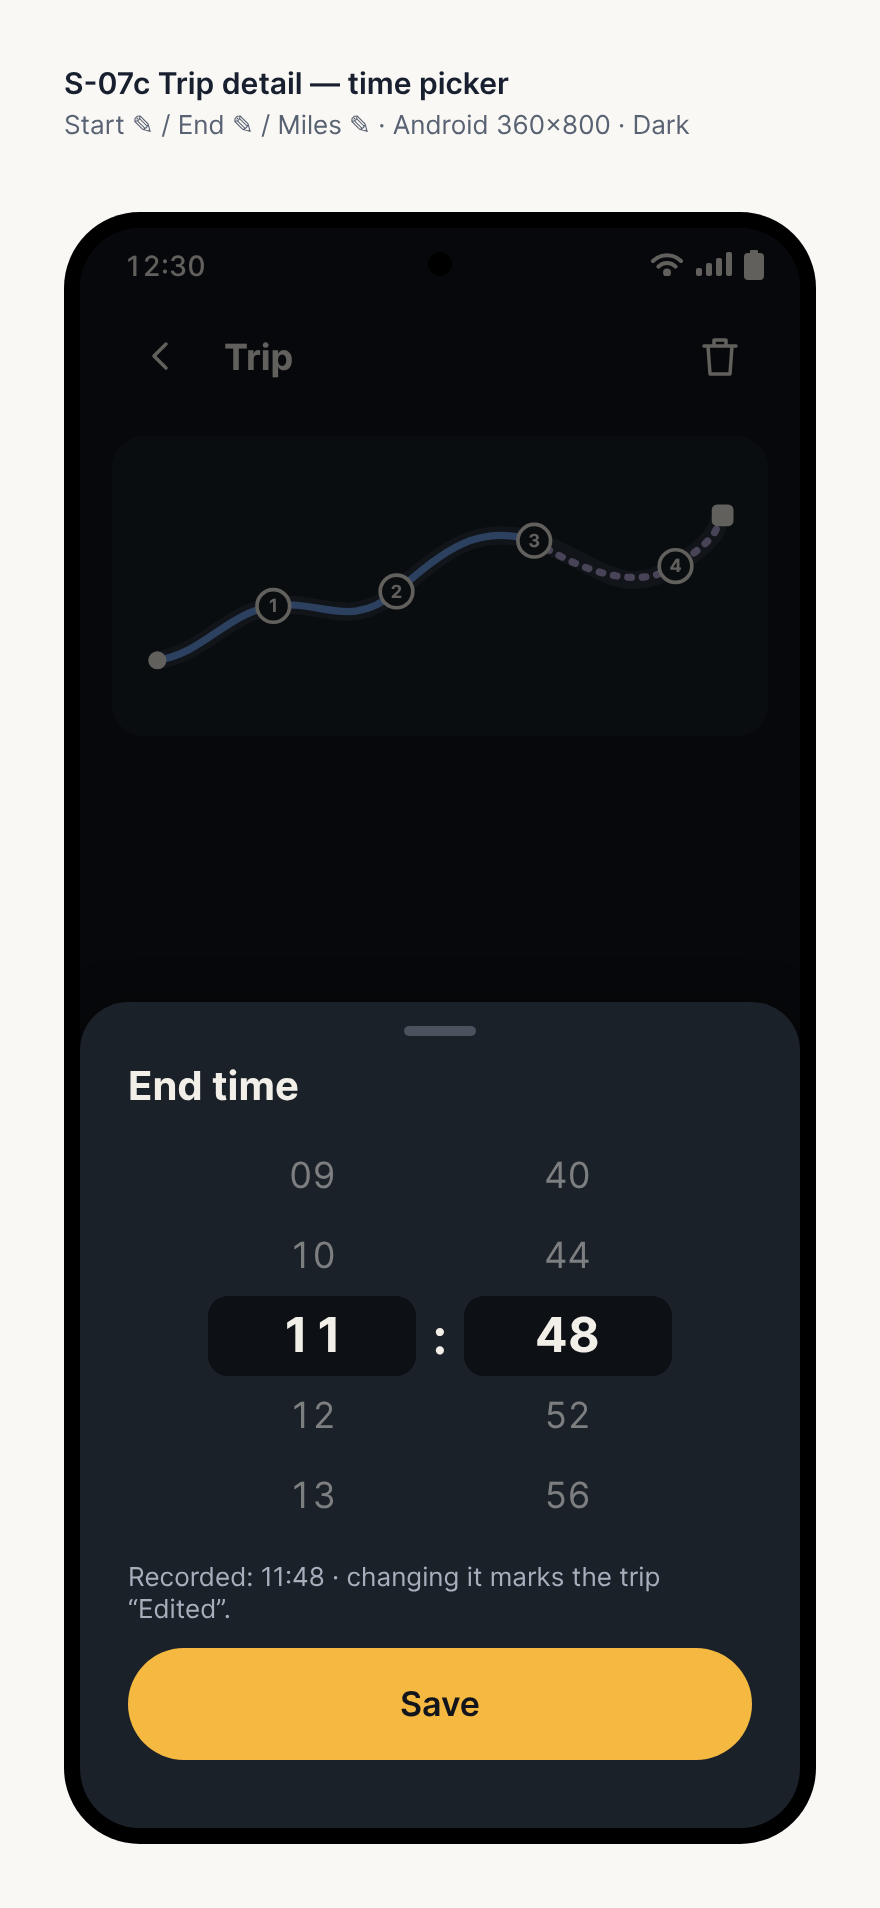 S-07c Trip detail — time picker
Start ✎ / End ✎ / Miles ✎ · Android 360×800 · Dark
12:30
Trip
1
2
3
4
End time
09 40
10 44
11 : 48
12 52
13 56
Recorded: 11:48 · changing it marks the trip
“Edited”.
Save